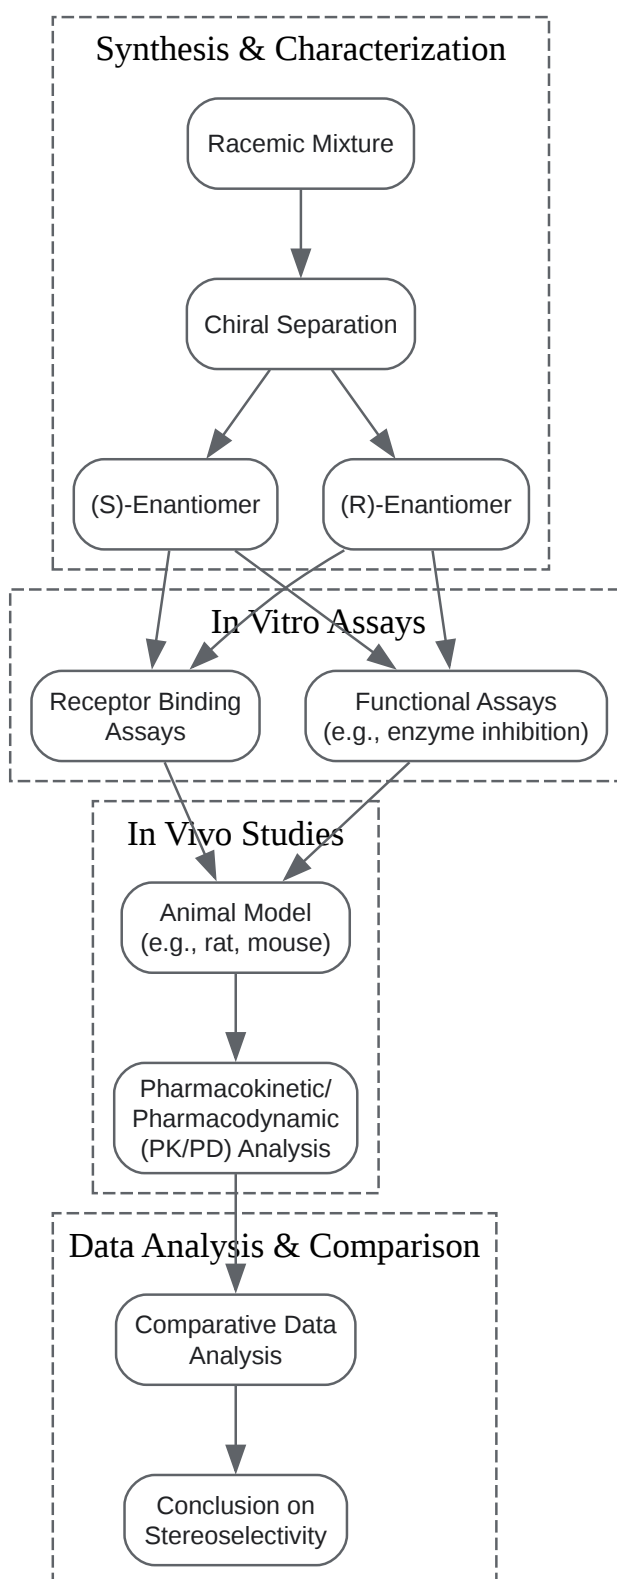 Synthesis & Characterization
Racemic Mixture
Chiral Separation
(S)-Enantiomer
(R)-Enantiomer
In Vitro Assays
Receptor Binding
Assays
Functional Assays
(e.g., enzyme inhibition)
In Vivo Studies
Animal Model
(e.g., rat, mouse)
Pharmacokinetic/
Pharmacodynamic
(PK/PD) Analysis
Data Analysis & Comparison
Comparative Data
Analysis
Conclusion on
Stereoselectivity